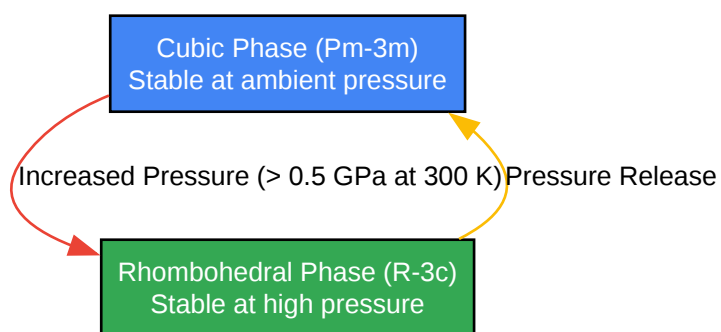 Cubic Phase (Pm-3m)
Stable at ambient pressure
Increased Pressure (> 0.5 GPa at 300 K)
Pressure Release
Rhombohedral Phase (R-3c)
Stable at high pressure